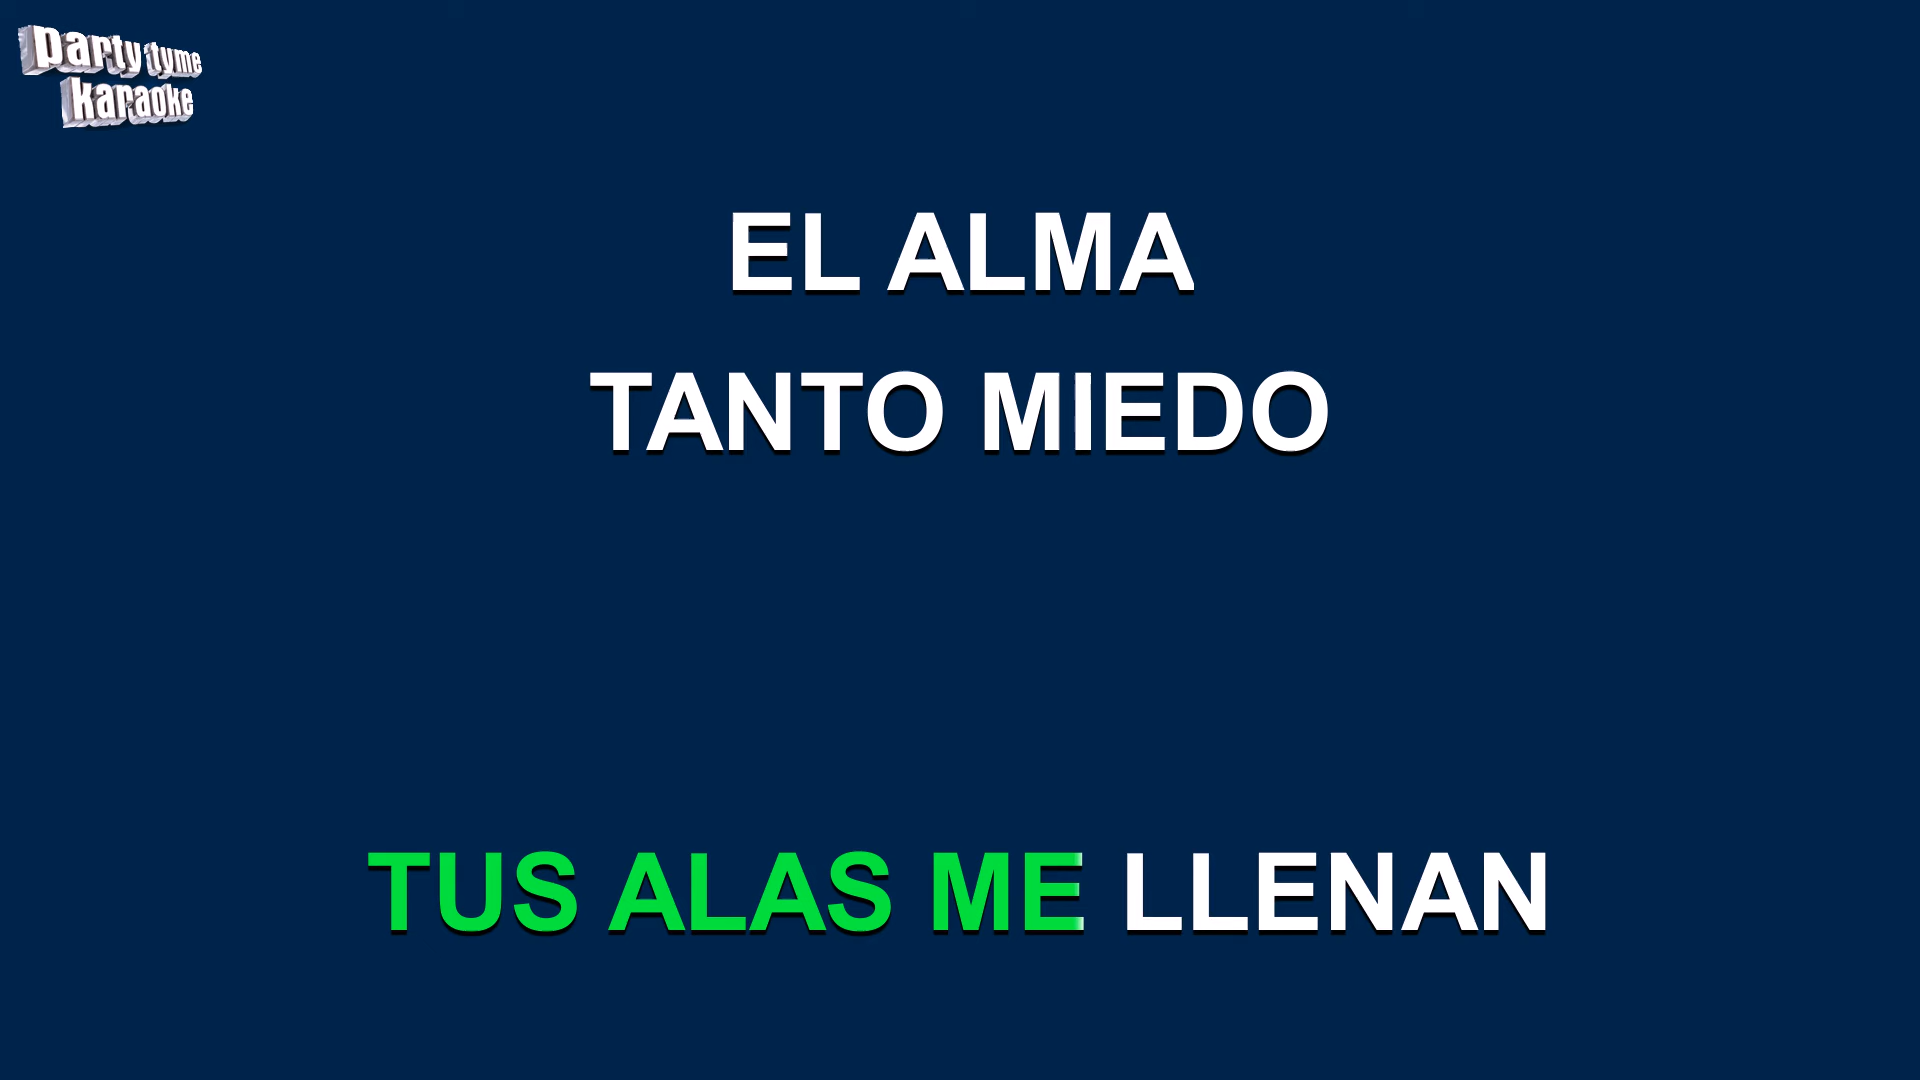 party tyme
karaoke
EL ALMA
TANTO MIEDO
TUS ALAS ME LLENAN